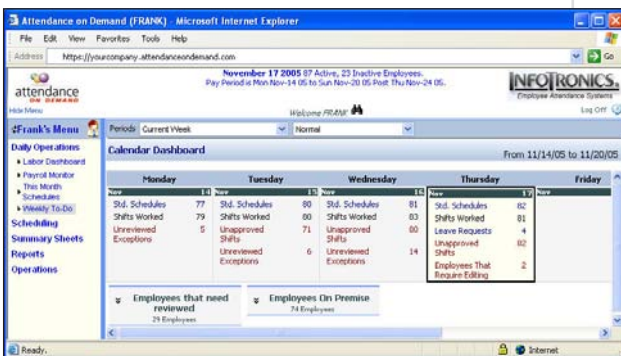 Attendance on Demand (FRANK) - Microsoft Internet Explorer
File Edit View Favorites Tools Help
Address https://yourcompany.attendanceondemand.com Go
attendance
ON DEMAND
November 17 2005 87 Active, 23 Inactive Employees.
Pay Period is Mon Nov-14 05 to Sun Nov-20 05 Post Thu Nov-24 05.
INFOTRONICS.
Employee Attendance Systems
Hide Menu
Welcome FRANK
Log Off
Frank's Menu
Periods Current Week Normal
Daily Operations
Labor Dashboard
Payroll Monitor
This Month Schedules
Weekly To-Do
Scheduling
Summary Sheets
Reports
Operations
Calendar Dashboard
From 11/14/05 to 11/20/05
Monday Tuesday Wednesday Thursday Friday
Nov 14 Nov 15 Nov 16 Nov 17 Nov
Std. Schedules 77
Shifts Worked 79
Unreviewed Exceptions 5
Std. Schedules 80
Shifts Worked 80
Unapproved Shifts 71
Unreviewed Exceptions 6
Std. Schedules 81
Shifts Worked 83
Unapproved Shifts 80
Unreviewed Exceptions 14
Std. Schedules 82
Shifts Worked 81
Leave Requests 4
Unapproved Shifts 82
Employees That Require Editing 2
Employees that need reviewed
29 Employees
Employees On Premise
74 Employees
Ready.
Internet